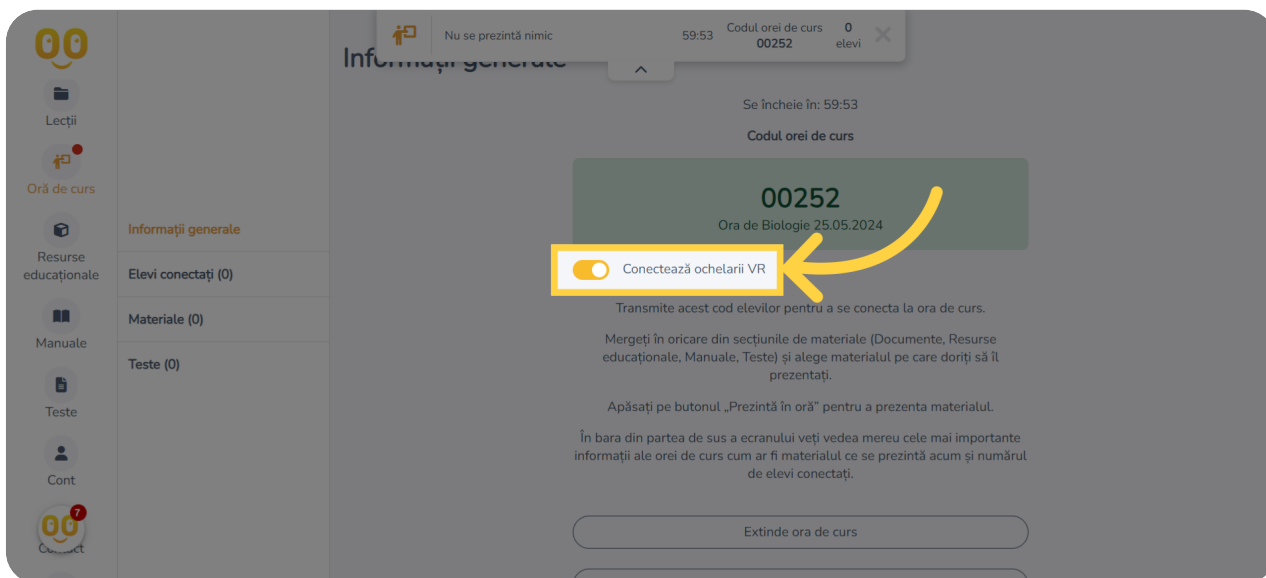 Nu se prezintă nimic
59:53
Codul orei de curs
00252
0
elevi
Informații generale
Lecții
Oră de curs
Resurse
educaționale
Manuale
Teste
Cont
7
Contact
Informații generale
Elevi conectați (0)
Materiale (0)
Teste (0)
Se încheie în: 59:53
Codul orei de curs
00252
Ora de Biologie 25.05.2024
Conectează ochelarii VR
Transmite acest cod elevilor pentru a se conecta la ora de curs.
Mergeți în oricare din secțiunile de materiale (Documente, Resurse
educaționale, Manuale, Teste) și alege materialul pe care doriți să îl
prezentați.
Apăsați pe butonul „Prezintă în oră” pentru a prezenta materialul.
În bara din partea de sus a ecranului veți vedea mereu cele mai importante
informații ale orei de curs cum ar fi materialul ce se prezintă acum și numărul
de elevi conectați.
Extinde ora de curs